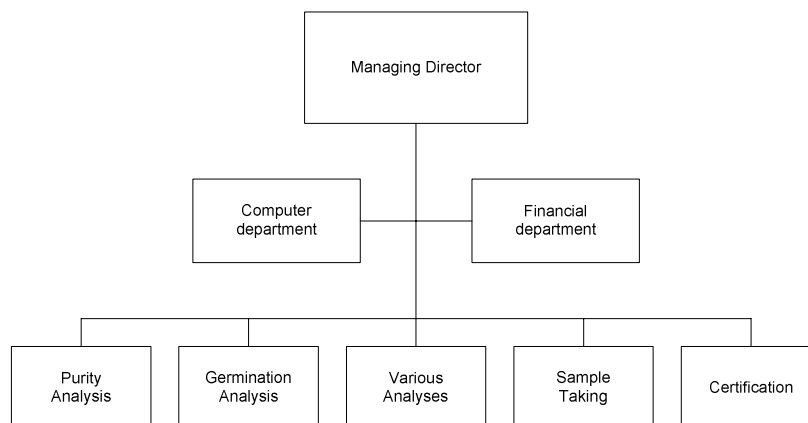 Managing Director
Computer
department
Financial
department
Purity
Analysis
Germination
Analysis
Various
Analyses
Sample
Taking
Certification